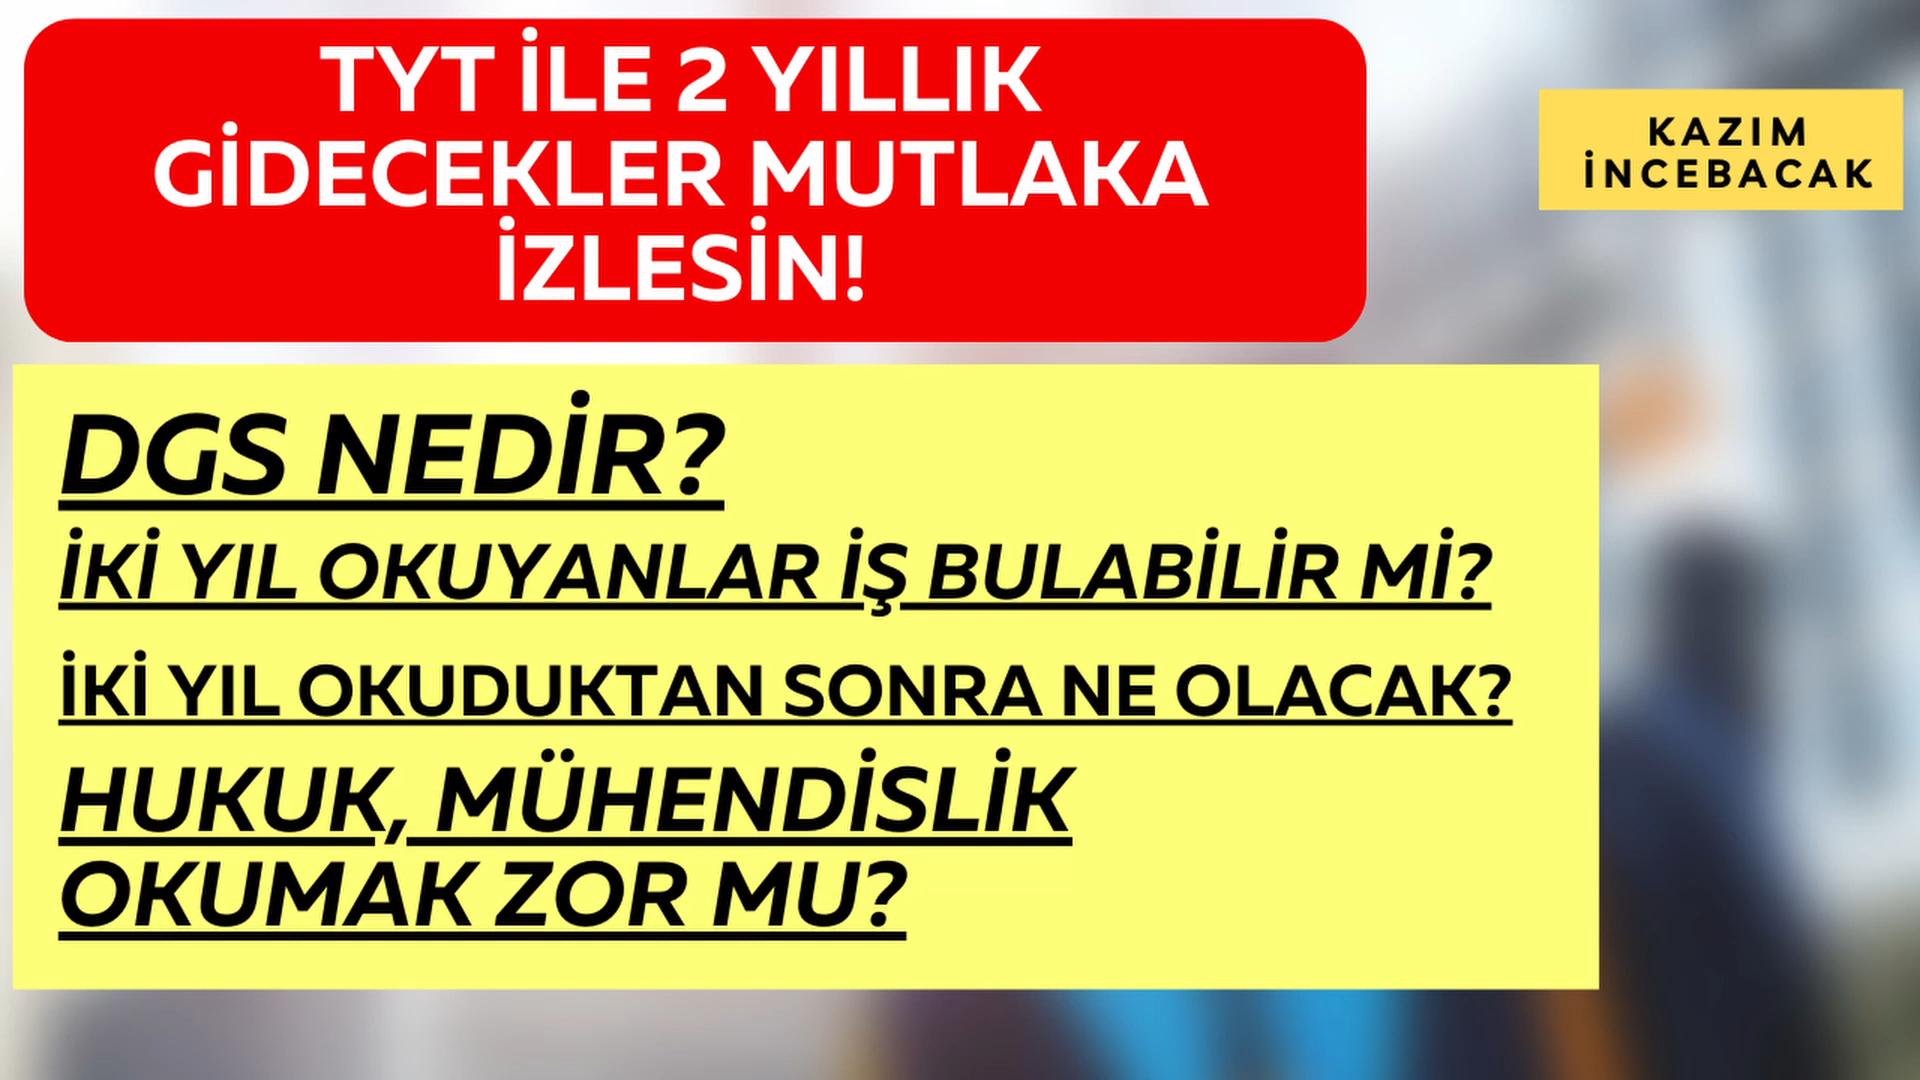 TYT İLE 2 YILLIK
GİDECEKLER MUTLAKA
İZLESİN!
KAZIM
İNCEBACAK
DGS NEDİR?
İKİ YIL OKUYANLAR İŞ BULABİLİR Mİ?
İKİ YIL OKUDUKTAN SONRA NE OLACAK?
HUKUK, MÜHENDİSLİK
OKUMAK ZOR MU?